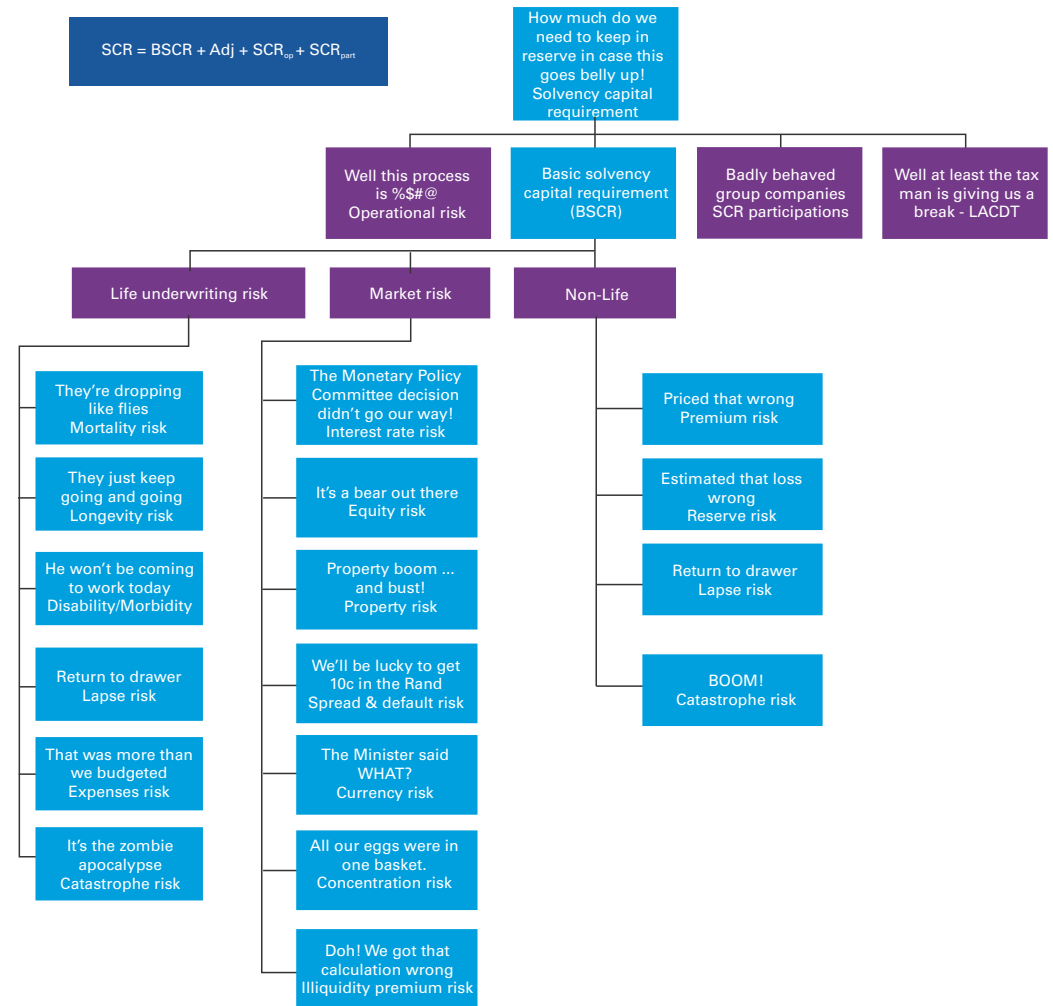 SCR = BSCR + Adj + SCRop + SCRpart
How much do we
need to keep in
reserve in case this
goes belly up!
Solvency capital
requirement
Well this process
is %$#@
Operational risk
Basic solvency
capital requirement
(BSCR)
Badly behaved
group companies
SCR participations
Well at least the tax
man is giving us a
break - LACDT
Life underwriting risk
Market risk
Non-Life
They're dropping
like flies
Mortality risk
They just keep
going and going
Longevity risk
He won't be coming
to work today
Disability/Morbidity
Return to drawer
Lapse risk
That was more than
we budgeted
Expenses risk
It's the zombie
apocalypse
Catastrophe risk
The Monetary Policy
Committee decision
didn't go our way!
Interest rate risk
It's a bear out there
Equity risk
Property boom ...
and bust!
Property risk
We'll be lucky to get
10c in the Rand
Spread & default risk
The Minister said
WHAT?
Currency risk
All our eggs were in
one basket.
Concentration risk
Doh! We got that
calculation wrong
Illiquidity premium risk
Priced that wrong
Premium risk
Estimated that loss
wrong
Reserve risk
Return to drawer
Lapse risk
BOOM!
Catastrophe risk